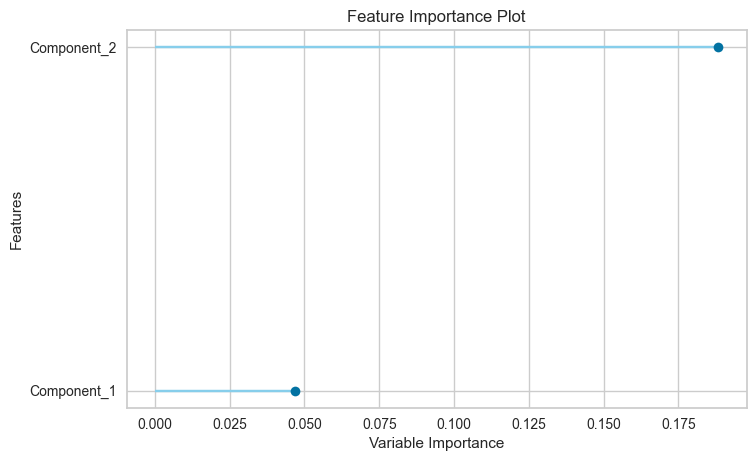 Feature Importance Plot
Component_2
Features
Component_1
0.000 0.025 0.050 0.075 0.100 0.125 0.150 0.175
Variable Importance